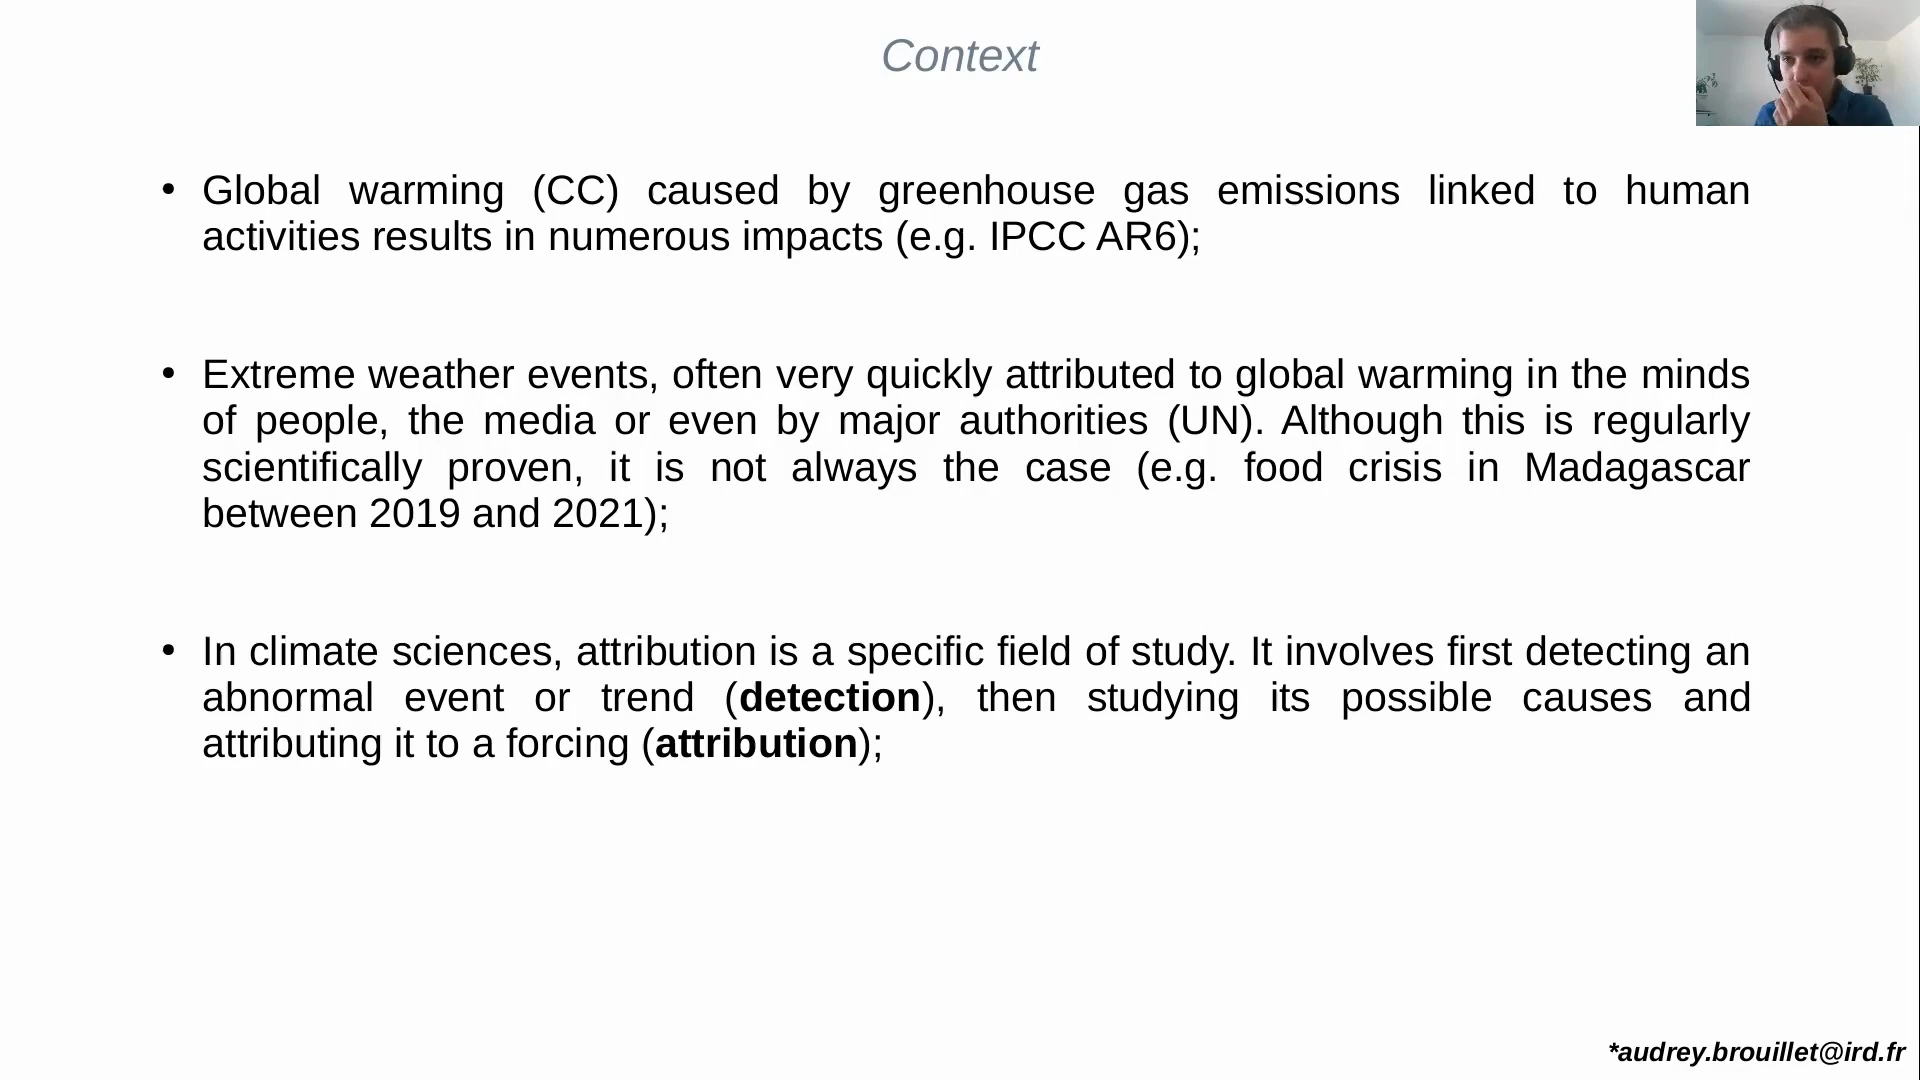 Context
• Global warming (CC) caused by greenhouse gas emissions linked to human
activities results in numerous impacts (e.g. IPCC AR6);
• Extreme weather events, often very quickly attributed to global warming in the minds
of people, the media or even by major authorities (UN). Although this is regularly
scientifically proven, it is not always the case (e.g. food crisis in Madagascar
between 2019 and 2021);
• In climate sciences, attribution is a specific field of study. It involves first detecting an
abnormal event or trend (detection), then studying its possible causes and
attributing it to a forcing (attribution);
*audrey.brouillet@ird.fr